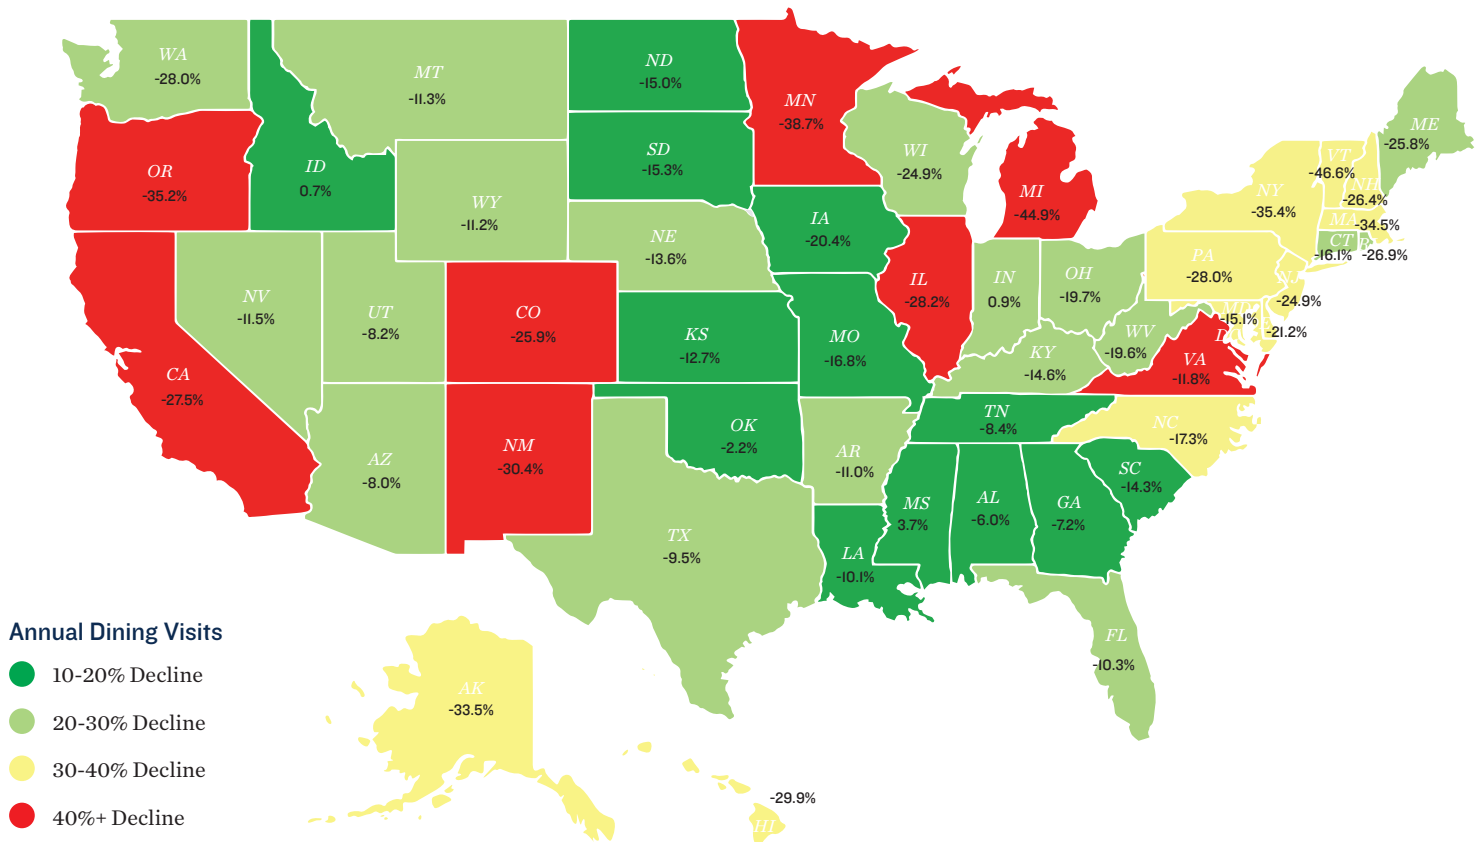 WA
-28.0%
MT
-11.3%
ND
-15.0%
MN
-38.7%
OR
-35.2%
ID
0.7%
SD
-15.3%
WI
-24.9%
ME
-25.8%
VT
-46.6%
NH
-26.4%
WY
-11.2%
IA
-20.4%
MI
-44.9%
NY
-35.4%
MA
-34.5%
CT
-16.1%
-26.9%
NE
-13.6%
PA
-28.0%
NJ
-24.9%
NV
-11.5%
UT
-8.2%
CO
-25.9%
KS
-12.7%
MO
-16.8%
IL
-28.2%
IN
0.9%
OH
-19.7%
-15.1%
-21.2%
WV
-19.6%
KY
-14.6%
VA
-11.8%
CA
-27.5%
AZ
-8.0%
NM
-30.4%
OK
-2.2%
AR
-11.0%
TN
-8.4%
NC
-17.3%
SC
-14.3%
MS
3.7%
AL
-6.0%
GA
-7.2%
TX
-9.5%
LA
-10.1%
FL
-10.3%
AK
-33.5%
-29.9%
HI
Annual Dining Visits
10-20% Decline
20-30% Decline
30-40% Decline
40%+ Decline